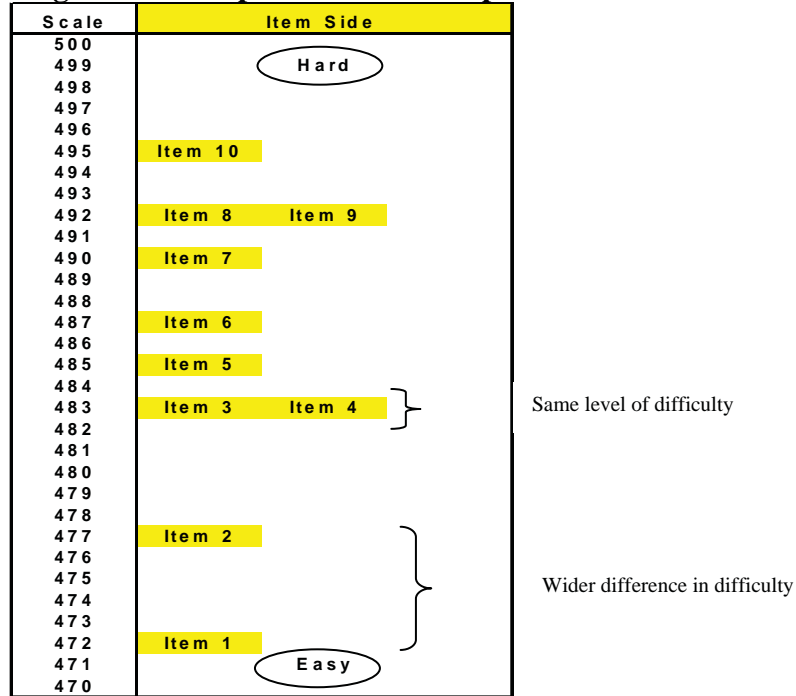 Scale Item Side
500
499 Hard
498
497
496
495 Item 10
494
493
492 Item 8 Item 9
491
490 Item 7
489
488
487 Item 6
486
485 Item 5
484
483 Item 3 Item 4 Same level of difficulty
482
481
480
479
478
477 Item 2
476
475 Wider difference in difficulty
474
473
472 Item 1
471 Easy
470